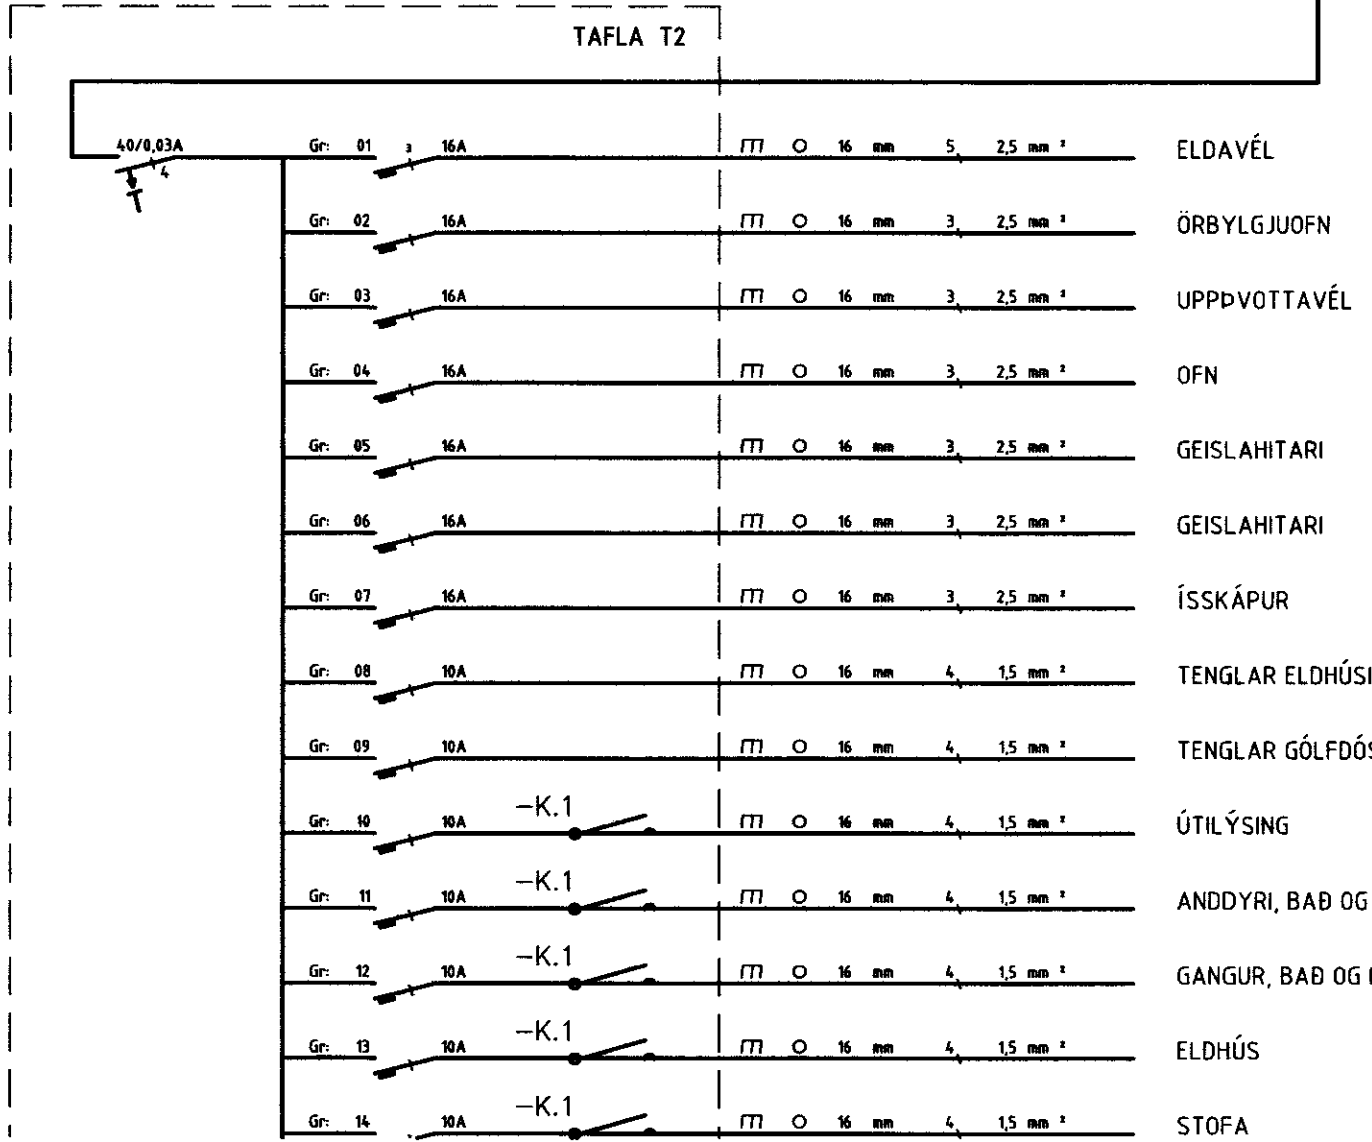 TAFLA T2
40/0,03A
4
Gr: 01 3 16A 16 mm 5 2,5 mm ² ELDAVÉL
Gr: 02 16A 16 mm 3 2,5 mm ² ÖRBYLGJUOFN
Gr: 03 16A 16 mm 3 2,5 mm ² UPPÞVOTTAVÉL
Gr: 04 16A 16 mm 3 2,5 mm ² OFN
Gr: 05 16A 16 mm 3 2,5 mm ² GEISLAHITARI
Gr: 06 16A 16 mm 3 2,5 mm ² GEISLAHITARI
Gr: 07 16A 16 mm 3 2,5 mm ² ÍSSKÁPUR
Gr: 08 10A 16 mm 4 1,5 mm ² TENGLAR ELDHÚSI
Gr: 09 10A 16 mm 4 1,5 mm ² TENGLAR GÓLFDÓS
Gr: 10 10A -K.1 16 mm 4 1,5 mm ² ÚTILÝSING
Gr: 11 10A -K.1 16 mm 4 1,5 mm ² ANDDYRI, BAÐ OG
Gr: 12 10A -K.1 16 mm 4 1,5 mm ² GANGUR, BAÐ OG
Gr: 13 10A -K.1 16 mm 4 1,5 mm ² ELDHÚS
Gr: 14 10A -K.1 16 mm 4 1,5 mm ² STOFA